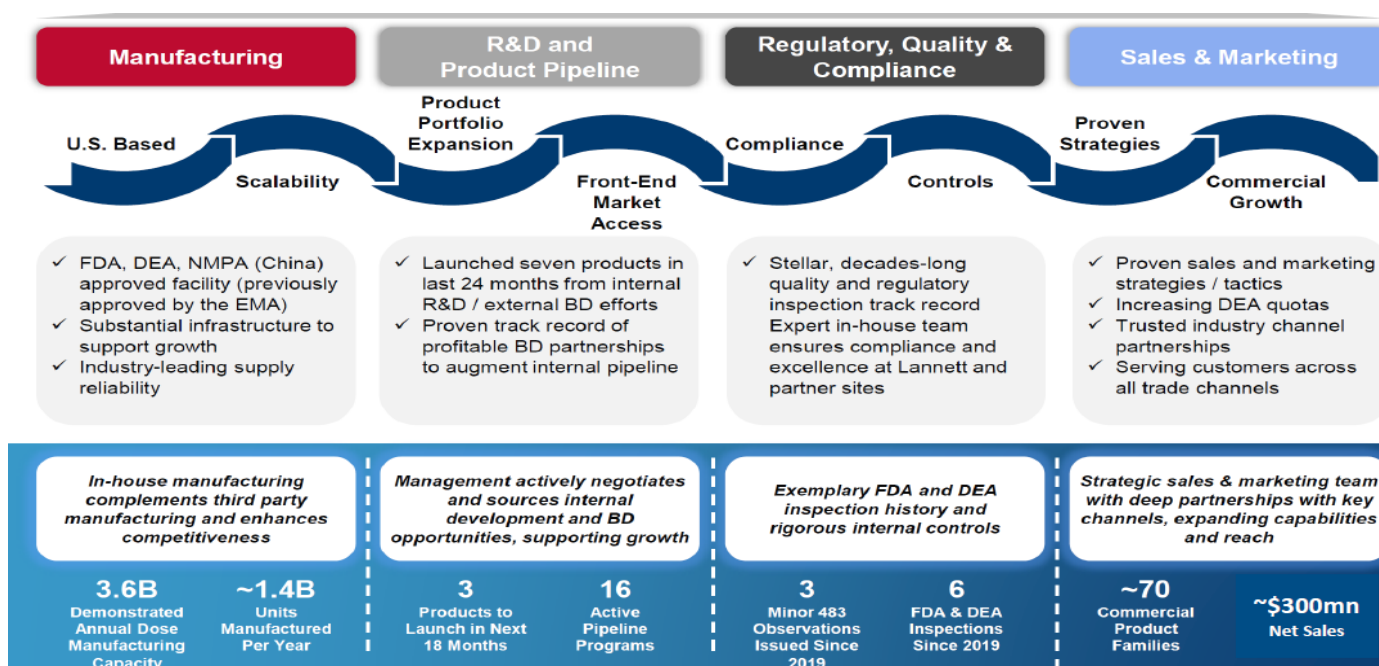 Manufacturing
R&D and
Product Pipeline
Regulatory, Quality &
Compliance
Sales & Marketing
U.S. Based
Scalability
Product
Portfolio
Expansion
Front-End
Market
Access
Compliance
Controls
Proven
Strategies
Commercial
Growth
✓ FDA, DEA, NMPA (China)
approved facility (previously
approved by the EMA)
✓ Substantial infrastructure to
support growth
✓ Industry-leading supply
reliability
✓ Launched seven products in
last 24 months from internal
R&D / external BD efforts
✓ Proven track record of
profitable BD partnerships
to augment internal pipeline
✓ Stellar, decades-long
quality and regulatory
inspection track record
Expert in-house team
ensures compliance and
excellence at Lannett and
partner sites
✓ Proven sales and marketing
strategies / tactics
✓ Increasing DEA quotas
✓ Trusted industry channel
partnerships
✓ Serving customers across
all trade channels
In-house manufacturing
complements third party
manufacturing and enhances
competitiveness
Management actively negotiates
and sources internal
development and BD
opportunities, supporting growth
Exemplary FDA and DEA
inspection history and
rigorous internal controls
Strategic sales & marketing team
with deep partnerships with key
channels, expanding capabilities
and reach
3.6B
Demonstrated
Annual Dose
Manufacturing
Capacity
~1.4B
Units
Manufactured
Per Year
3
Products to
Launch in Next
18 Months
16
Active
Pipeline
Programs
3
Minor 483
Observations
Issued Since
2019
6
FDA & DEA
Inspections
Since 2019
~70
Commercial
Product
Families
~$300mn
Net Sales